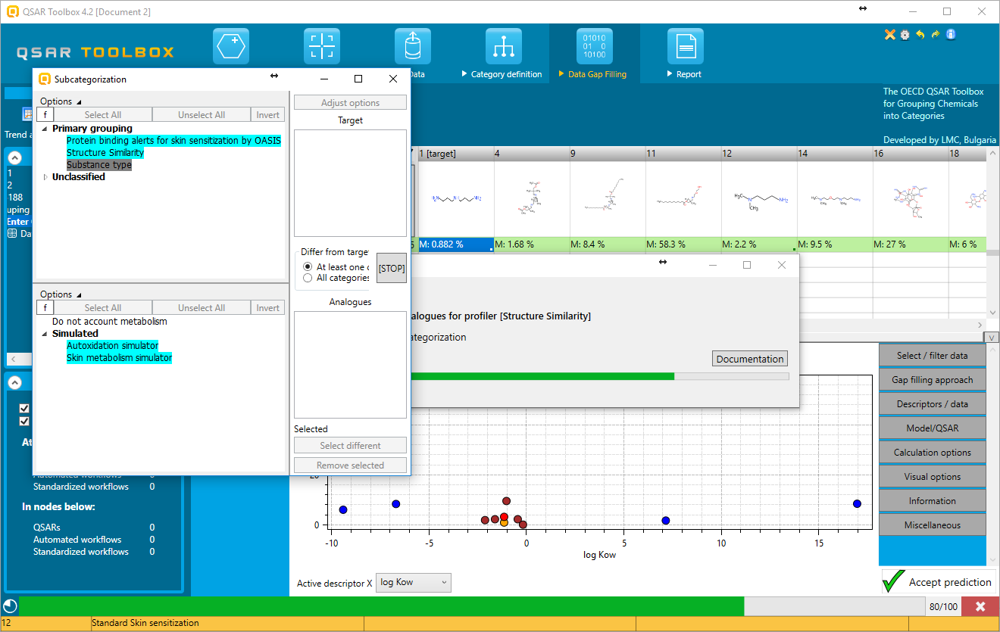 QSAR Toolbox 4.2 [Document 2]
QSAR TOOLBOX
01010
01 0
10100
Data
Category definition
Data Gap Filling
Report
The OECD QSAR Toolbox
for Grouping Chemicals
into Categories
Developed by LMC, Bulgaria
Subcategorization
Options
f Select All Unselect All Invert
Primary grouping
Protein binding alerts for skin sensitization by OASIS
Structure Similarity
Substance type
Unclassified
Options
f Select All Unselect All Invert
Do not account metabolism
Simulated
Autoxidation simulator
Skin metabolism simulator
Adjust options
Target
Differ from target
At least one c
All categories
[STOP]
Analogues
Selected
Select different
Remove selected
Trend a
1
2
188
uping
Enter
Da
1 [target] 4 9 11 12 14 16 18
M: 0.882 % M: 1.68 % M: 8.4 % M: 58.3 % M: 2.2 % M: 9.5 % M: 27 % M: 6 %
alogues for profiler [Structure Similarity]
ategorization
Documentation
Select / filter data
Gap filling approach
Descriptors / data
Model/QSAR
Calculation options
Visual options
Information
Miscellaneous
Accept prediction
At
Automated workflows 0
Standardized workflows 0
In nodes below:
QSARs 0
Automated workflows 0
Standardized workflows 0
20
0
-10 -5 0 5 10 15
log Kow
Active descriptor X log Kow
80/100
12 Standard Skin sensitization